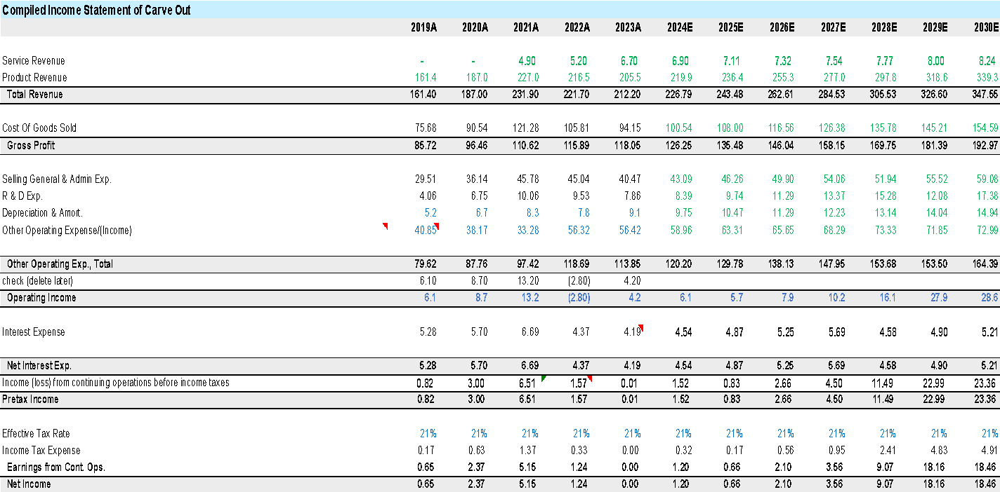 Compiled Income Statement of Carve Out
2019A 2020A 2021A 2022A 2023A 2024E 2025E 2026E 2027E 2028E 2029E 2030E
Service Revenue - - 4.90 5.20 6.70 6.90 7.11 7.32 7.54 7.77 8.00 8.24
Product Revenue 161.4 187.0 227.0 216.5 205.5 219.9 236.4 255.3 277.0 297.8 318.6 339.3
Total Revenue 161.40 187.00 231.90 221.70 212.20 226.79 243.48 262.61 284.53 305.53 326.60 347.55
Cost Of Goods Sold 75.68 90.54 121.28 105.81 94.15 100.54 108.00 116.56 126.38 135.78 145.21 154.59
Gross Profit 85.72 96.46 110.62 115.89 118.05 126.25 135.48 146.04 158.15 169.75 181.39 192.97
Selling General & Admin Exp. 29.51 36.14 45.78 45.04 40.47 43.09 46.26 49.90 54.06 51.94 55.52 59.08
R & D Exp. 4.06 6.75 10.06 9.53 7.86 8.39 9.74 11.29 13.37 15.28 12.08 17.38
Depreciation & Amort. 5.2 6.7 8.3 7.8 9.1 9.75 10.47 11.29 12.23 13.14 14.04 14.94
Other Operating Expense/(Income) 40.85 38.17 33.28 56.32 56.42 58.96 63.31 65.65 68.29 73.33 71.85 72.99
Other Operating Exp., Total 79.62 87.76 97.42 118.69 113.85 120.20 129.78 138.13 147.95 153.68 153.50 164.39
check (delete later) 6.10 8.70 13.20 (2.80) 4.20
Operating Income 6.1 8.7 13.2 (2.80) 4.2 6.1 5.7 7.9 10.2 16.1 27.9 28.6
Interest Expense 5.28 5.70 6.69 4.37 4.19 4.54 4.87 5.25 5.69 4.58 4.90 5.21
Net Interest Exp. 5.28 5.70 6.69 4.37 4.19 4.54 4.87 5.25 5.69 4.58 4.90 5.21
Income (loss) from continuing operations before income taxes 0.82 3.00 6.51 1.57 0.01 1.52 0.83 2.66 4.50 11.49 22.99 23.36
Pretax Income 0.82 3.00 6.51 1.57 0.01 1.52 0.83 2.66 4.50 11.49 22.99 23.36
Effective Tax Rate 21% 21% 21% 21% 21% 21% 21% 21% 21% 21% 21% 21%
Income Tax Expense 0.17 0.63 1.37 0.33 0.00 0.32 0.17 0.56 0.95 2.41 4.83 4.91
Earnings from Cont. Ops. 0.65 2.37 5.15 1.24 0.00 1.20 0.66 2.10 3.56 9.07 18.16 18.46
Net Income 0.65 2.37 5.15 1.24 0.00 1.20 0.66 2.10 3.56 9.07 18.16 18.46